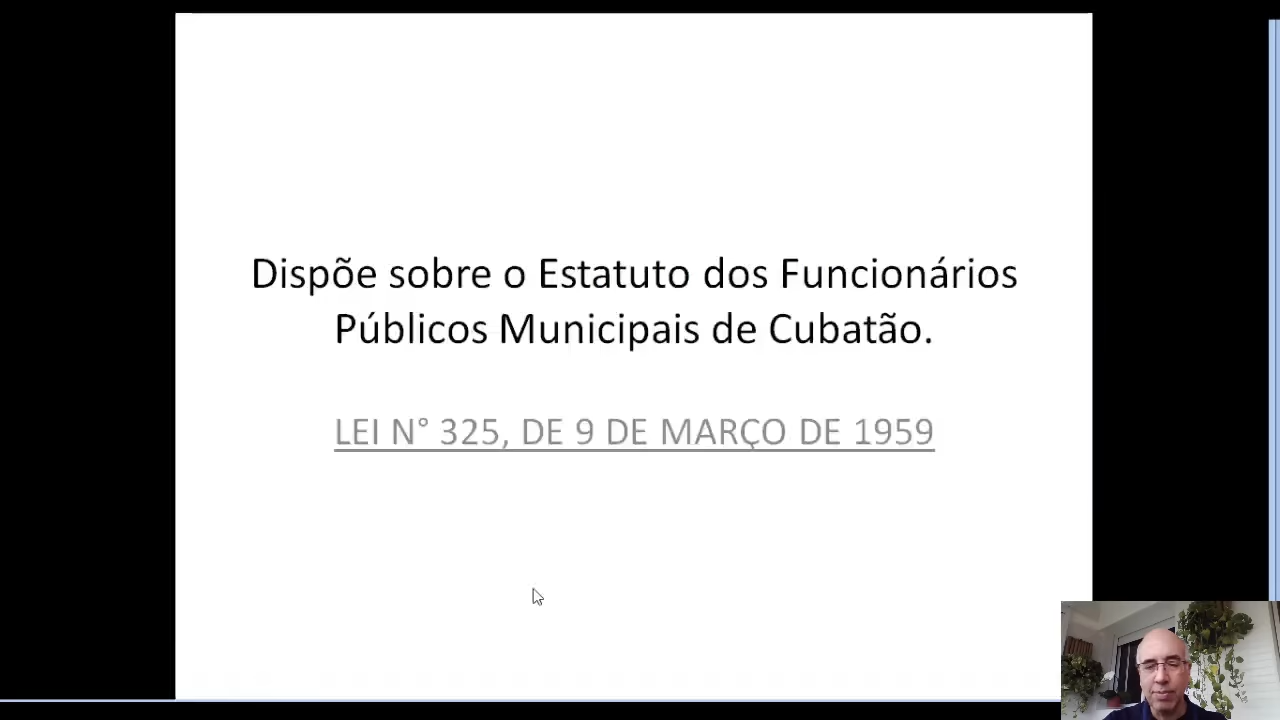 Dispõe sobre o Estatuto dos Funcionários
Públicos Municipais de Cubatão.
LEI N° 325, DE 9 DE MARÇO DE 1959